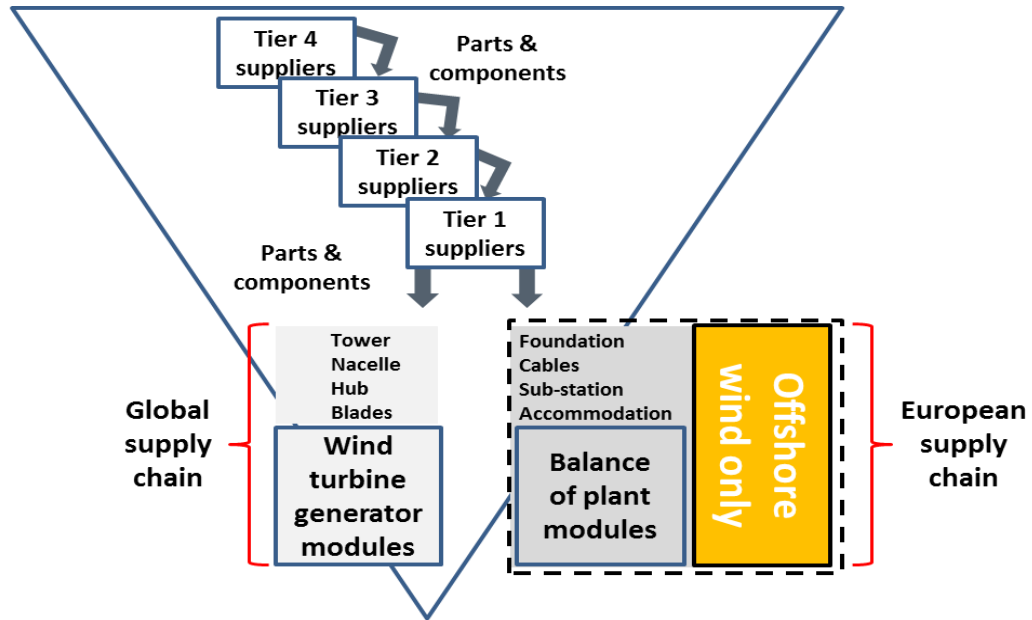 Tier 4
suppliers
Parts &
components
Tier 3
suppliers
Tier 2
suppliers
Tier 1
suppliers
Parts &
components
Global
supply
chain
Tower
Nacelle
Hub
Blades
Wind
turbine
generator
modules
Foundation
Cables
Sub-station
Accommodation
Balance
of plant
modules
Offshore
wind only
European
supply
chain